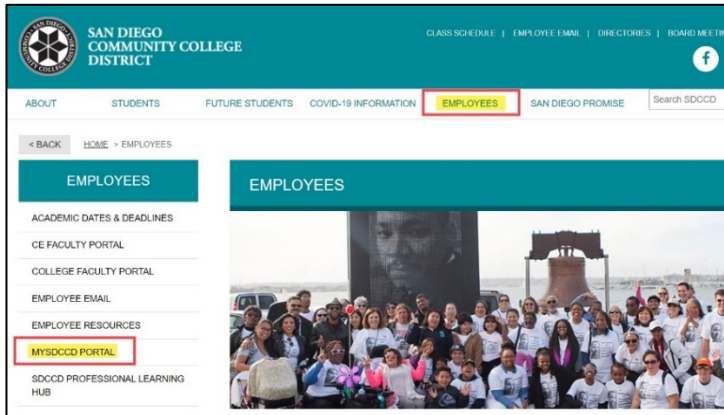 SAN DIEGO
COMMUNITY COLLEGE
DISTRICT
CLASS SCHEDULE | EMPLOYEE EMAIL | DIRECTORIES | BOARD MEETIN
f
ABOUT STUDENTS FUTURE STUDENTS COVID-19 INFORMATION EMPLOYEES SAN DIEGO PROMISE Search SDCCD
< BACK HOME > EMPLOYEES
EMPLOYEES
EMPLOYEES
ACADEMIC DATES & DEADLINES
CE FACULTY PORTAL
COLLEGE FACULTY PORTAL
EMPLOYEE EMAIL
EMPLOYEE RESOURCES
MYSDCCD PORTAL
SDCCD PROFESSIONAL LEARNING
HUB